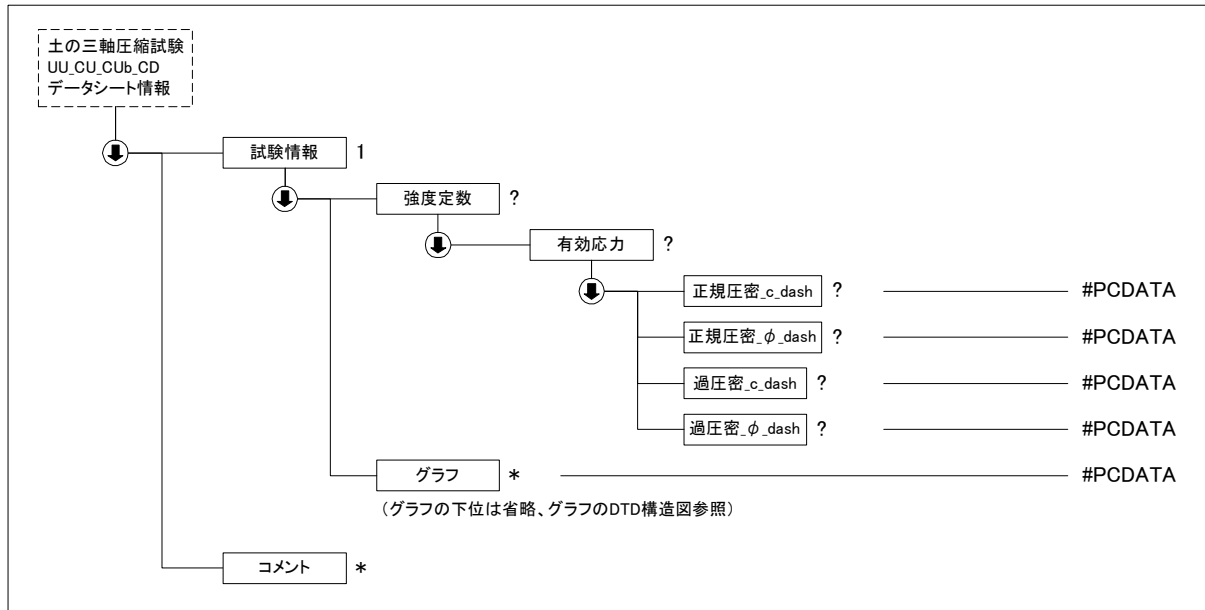 土の三軸圧縮試験
UU_CU_CUb_CD
データシート情報
試験情報 1
強度定数 ?
有効応力 ?
正規圧密_c_dash ? #PCDATA
正規圧密_φ_dash ? #PCDATA
過圧密_c_dash ? #PCDATA
過圧密_φ_dash ? #PCDATA
グラフ * #PCDATA
（グラフの下位は省略、グラフのDTD構造図参照）
コメント *